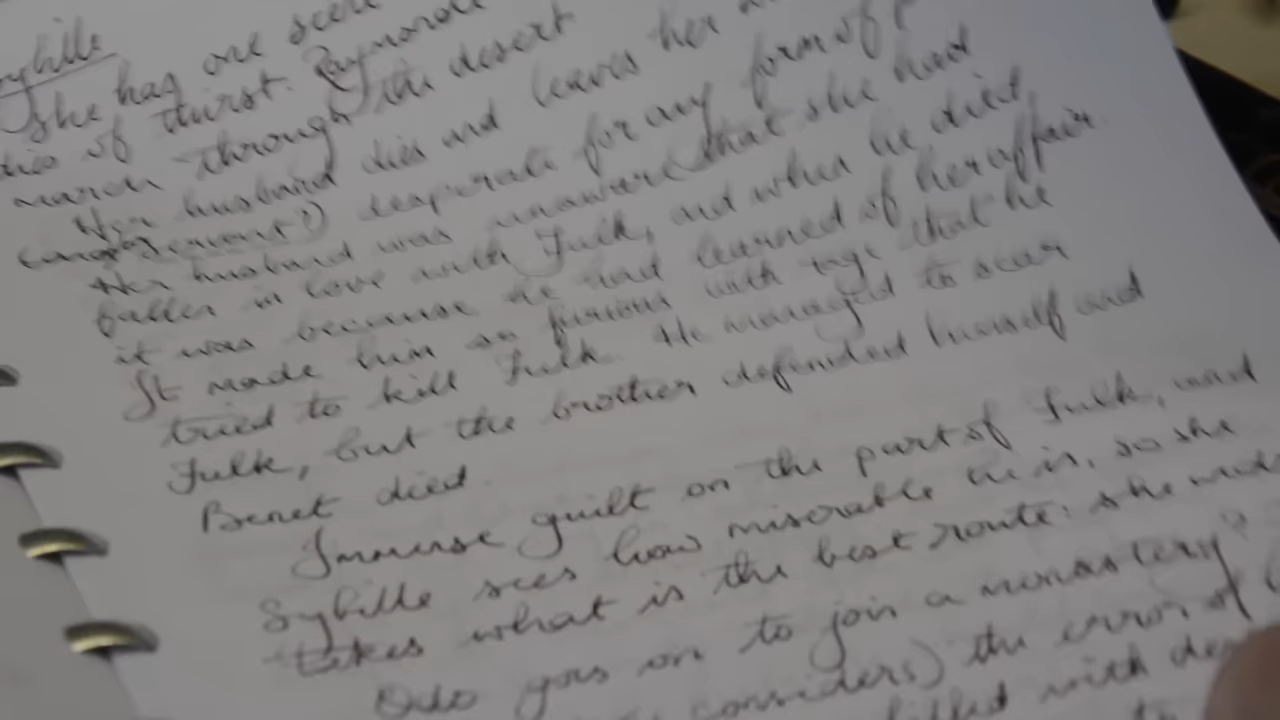 Sybille
She has one scene
dies of thirst. Raymond
march through the desert
Her husband dies and leaves her
servant?) desperate for any form of
Her husband was unaware that she had
fallen in love with Fulk, and when he died,
it was because he had learned of her affair.
It made him so furious with rage that he
tried to kill Fulk. He managed to scar
Fulk, but the brother defended himself and
Benet died.
Immense guilt on the part of Fulk, and
Sybille sees how miserable he is, so she
takes what is the best route: she
Odo goes on to join a monastery?
considers) the error of
filled with